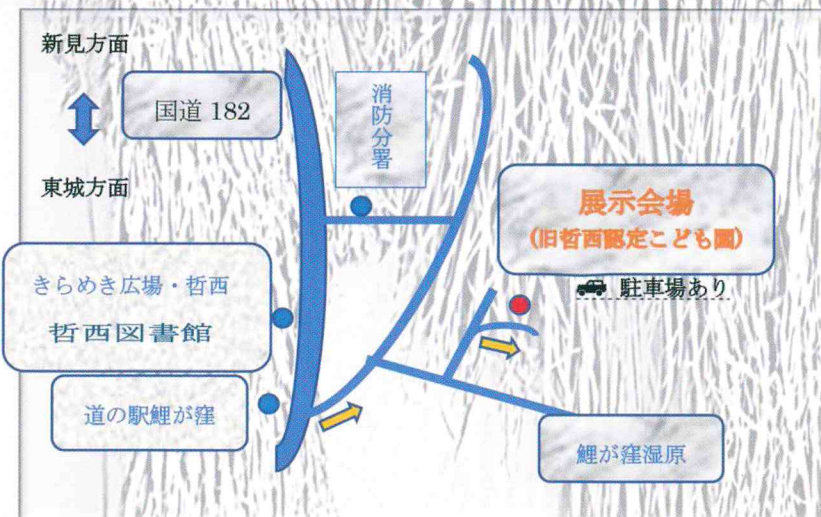 新見方面
国道 182
消防分署
東城方面
展示会場
(旧哲西認定こども園)
駐車場あり
きらめき広場・哲西
哲西図書館
道の駅鯉が窪
鯉が窪湿原